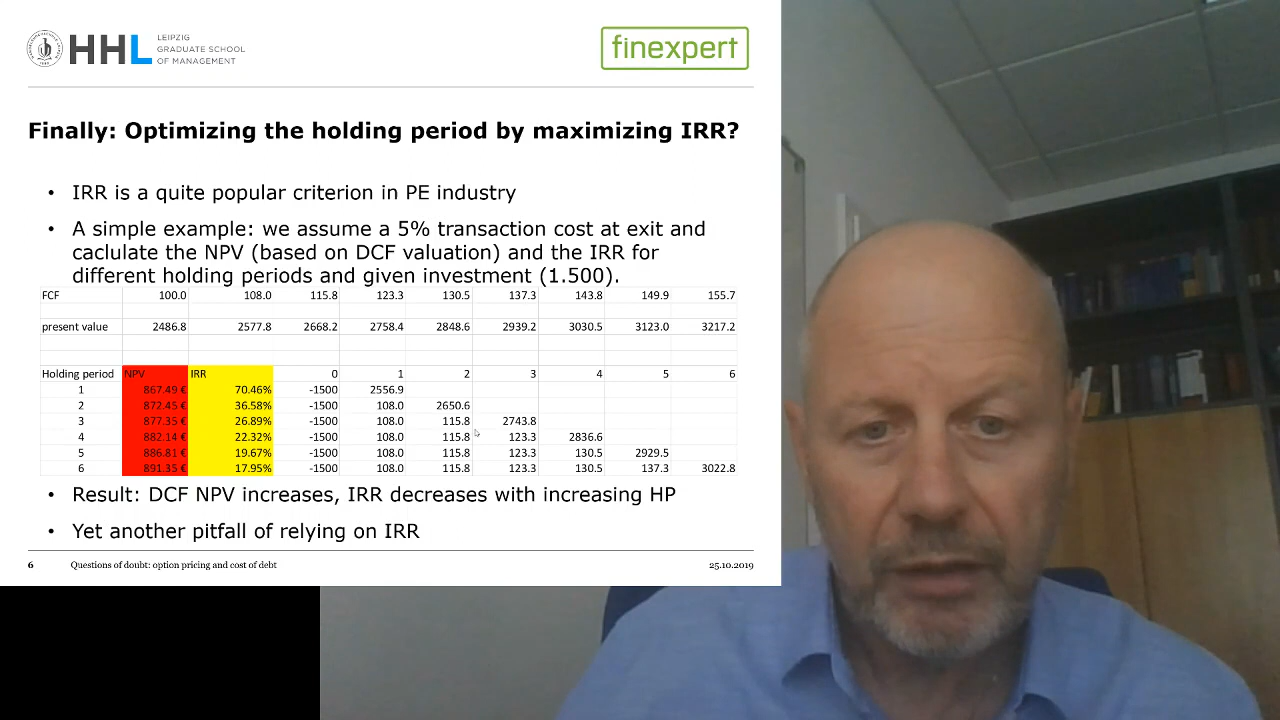 HHL LEIPZIG
GRADUATE SCHOOL
OF MANAGEMENT
finexpert
Finally: Optimizing the holding period by maximizing IRR?
• IRR is a quite popular criterion in PE industry
• A simple example: we assume a 5% transaction cost at exit and
caclulate the NPV (based on DCF valuation) and the IRR for
different holding periods and given investment (1.500).
FCF 100.0 108.0 115.8 123.3 130.5 137.3 143.8 149.9 155.7
present value 2486.8 2577.8 2668.2 2758.4 2848.6 2939.2 3030.5 3123.0 3217.2
Holding period NPV IRR 0 1 2 3 4 5 6
1 867.49 € 70.46% -1500 2556.9
2 872.45 € 36.58% -1500 108.0 2650.6
3 877.35 € 26.89% -1500 108.0 115.8 2743.8
4 882.14 € 22.32% -1500 108.0 115.8 123.3 2836.6
5 886.81 € 19.67% -1500 108.0 115.8 123.3 130.5 2929.5
6 891.35 € 17.95% -1500 108.0 115.8 123.3 130.5 137.3 3022.8
• Result: DCF NPV increases, IRR decreases with increasing HP
• Yet another pitfall of relying on IRR
6 Questions of doubt: option pricing and cost of debt 25.10.2019